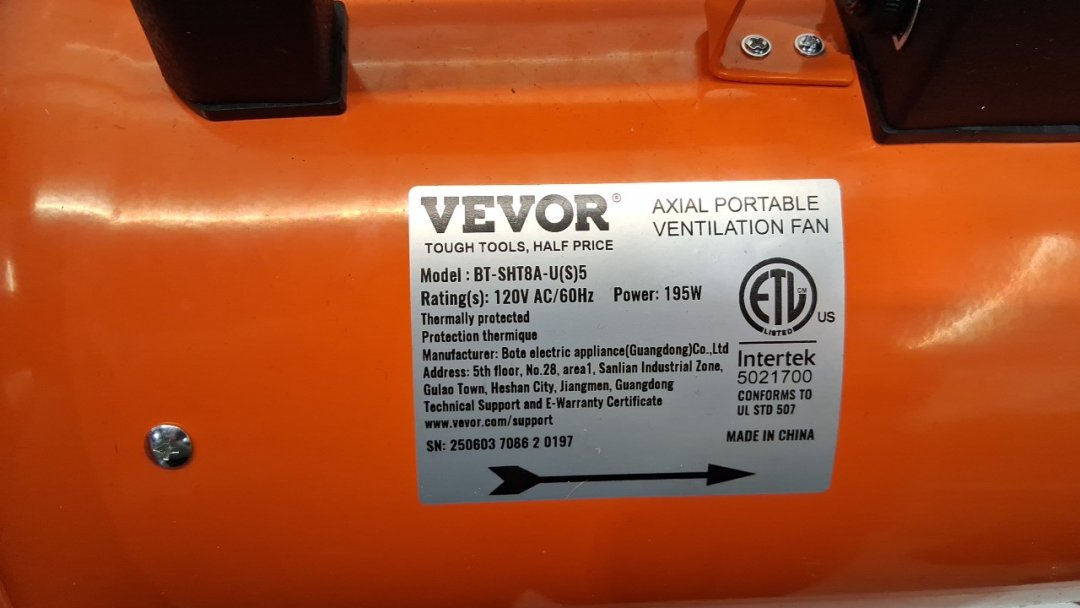 VEVOR®
TOUGH TOOLS, HALF PRICE
AXIAL PORTABLE
VENTILATION FAN
Model : BT-SHT8A-U(S)5
Rating(s): 120V AC/60Hz Power: 195W
Thermally protected
Protection thermique
Manufacturer: Bote electric appliance(Guangdong)Co.,Ltd
Address: 5th floor, No.28, area1, Sanlian Industrial Zone,
Gulao Town, Heshan City, Jiangmen, Guangdong
Technical Support and E-Warranty Certificate
www.vevor.com/support
SN: 250603 7086 2 0197
ETL CM
LISTED
US
Intertek
5021700
CONFORMS TO
UL STD 507
MADE IN CHINA